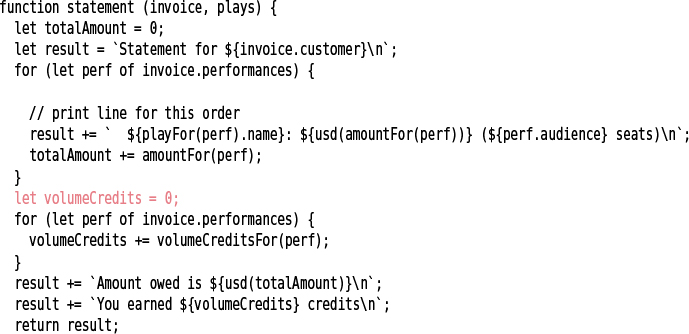 function statement (invoice, plays) {
  let totalAmount = 0;
  let result = `Statement for ${invoice.customer}\n`;
  for (let perf of invoice.performances) {

    // print line for this order
    result += `  ${playFor(perf).name}: ${usd(amountFor(perf))} (${perf.audience} seats)\n`;
    totalAmount += amountFor(perf);
  }
  let volumeCredits = 0;
  for (let perf of invoice.performances) {
    volumeCredits += volumeCreditsFor(perf);
  }
  result += `Amount owed is ${usd(totalAmount)}\n`;
  result += `You earned ${volumeCredits} credits\n`;
  return result;